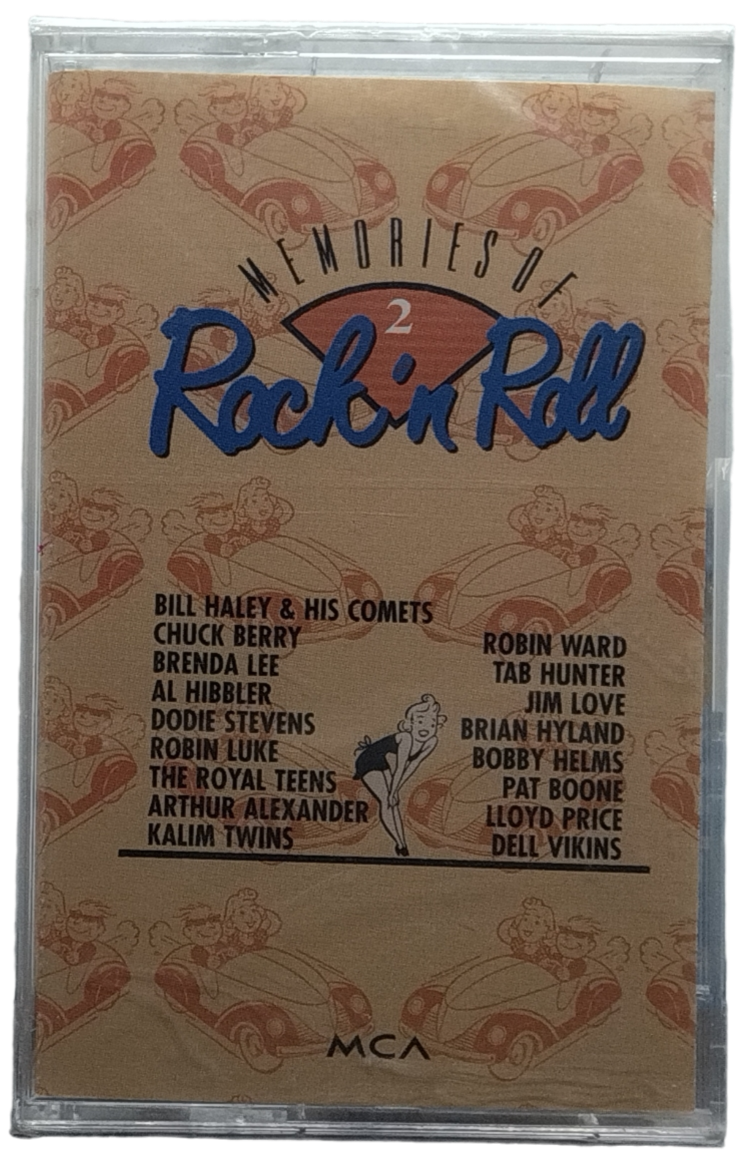 MEMORIES OF
2
Rock 'n Roll
BILL HALEY & HIS COMETS
CHUCK BERRY
BRENDA LEE
AL HIBBLER
DODIE STEVENS
ROBIN LUKE
THE ROYAL TEENS
ARTHUR ALEXANDER
KALIM TWINS
ROBIN WARD
TAB HUNTER
JIM LOVE
BRIAN HYLAND
BOBBY HELMS
PAT BOONE
LLOYD PRICE
DELL VIKINS
MCA